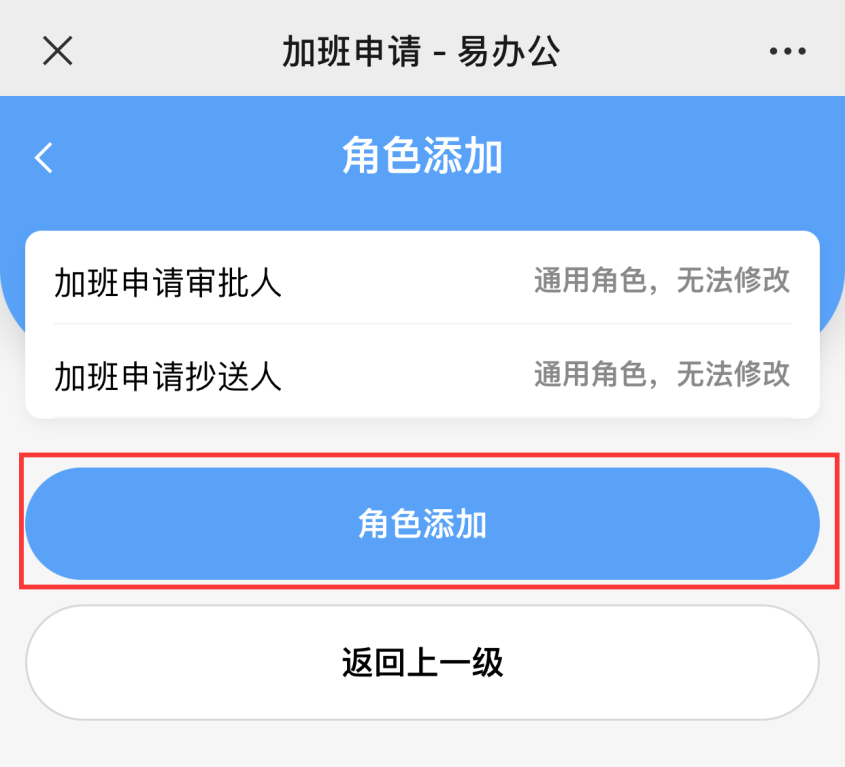 加班申请 - 易办公
角色添加
加班申请审批人 通用角色，无法修改
加班申请抄送人 通用角色，无法修改
角色添加
返回上一级